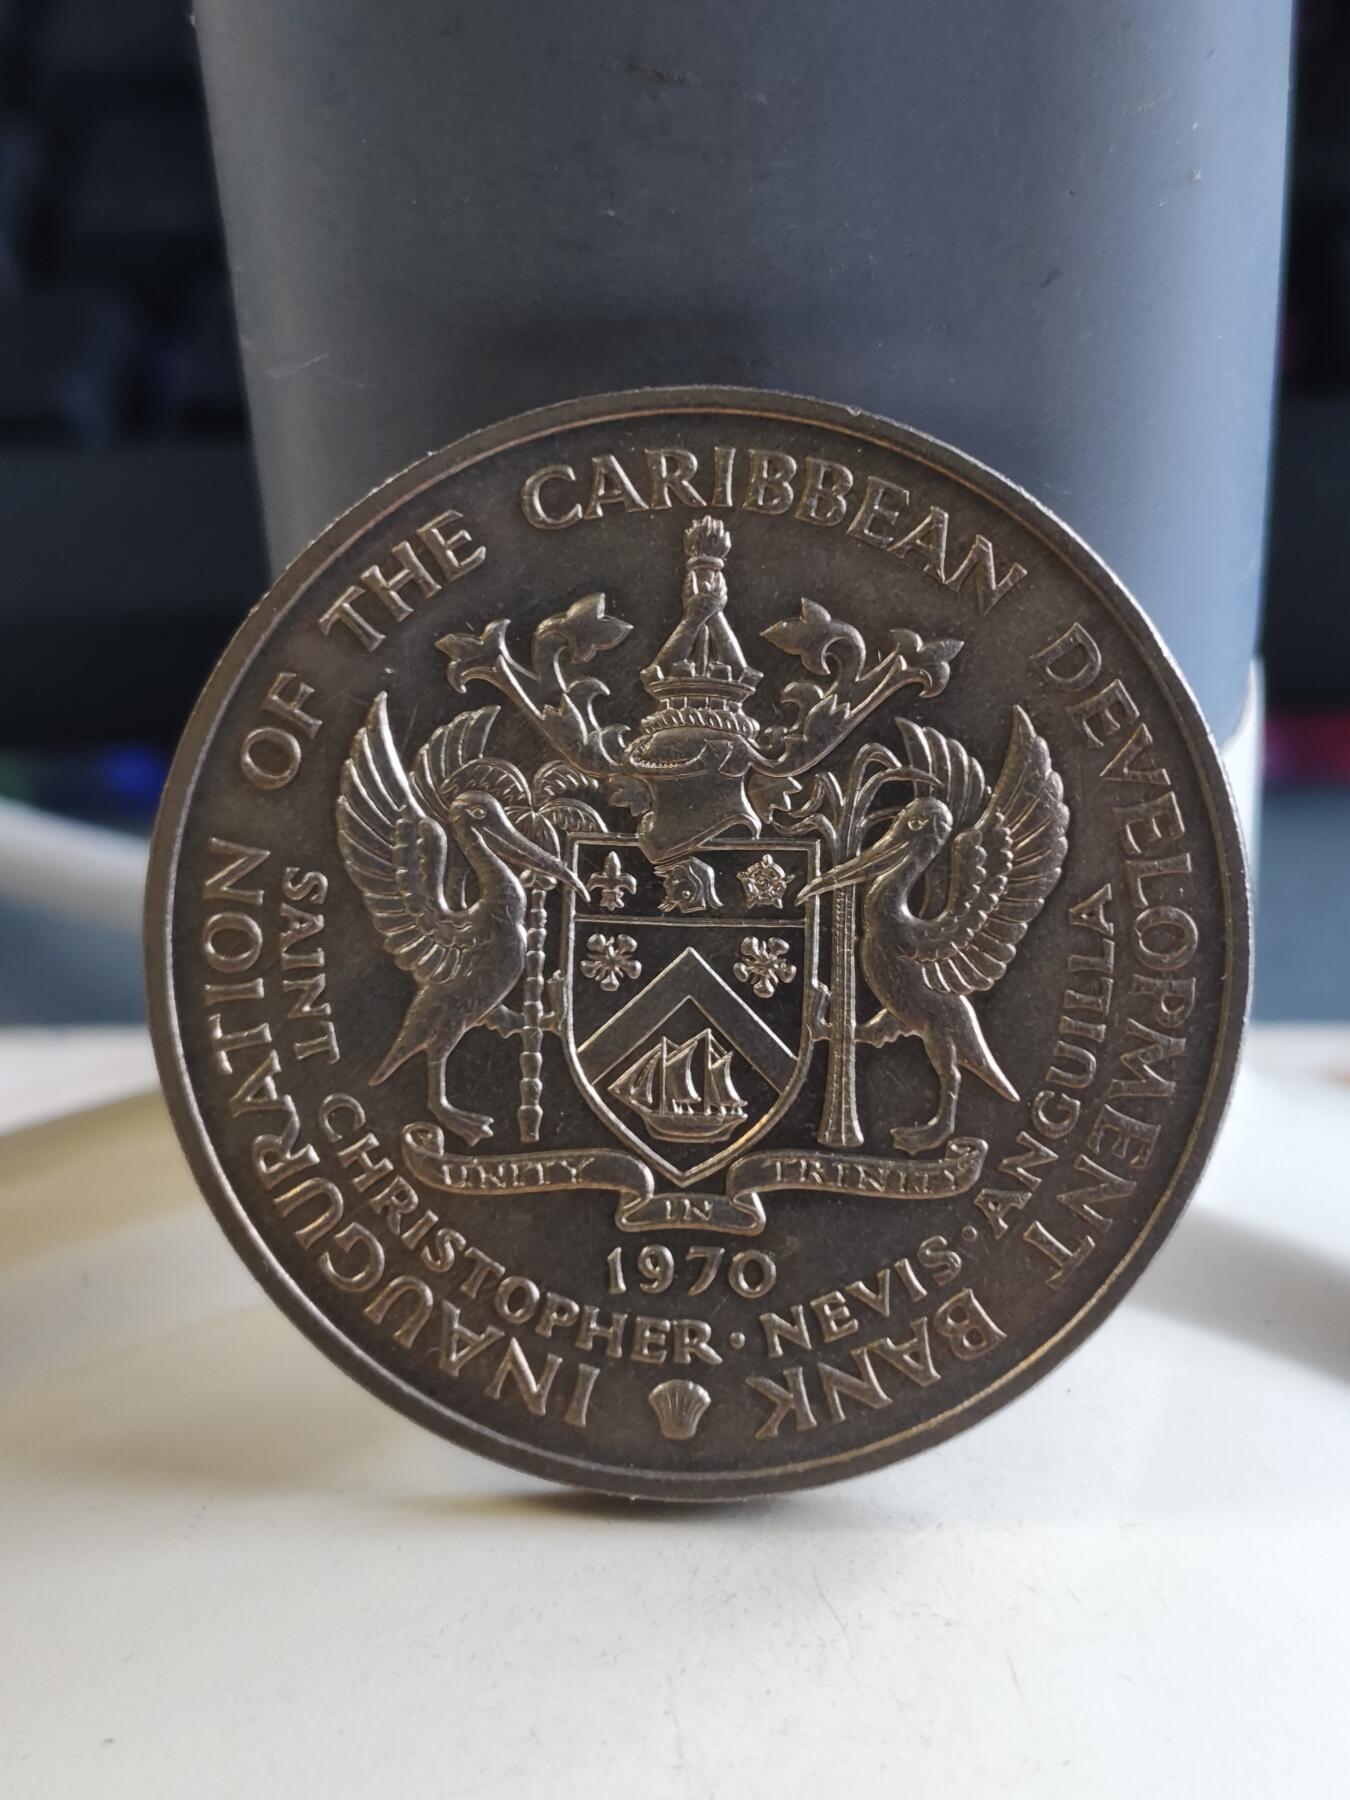 INAUGURATION OF THE CARIBBEAN DEVELOPMENT BANK
SAINT CHRISTOPHER · NEVIS · ANGUILLA
UNITY IN TRINITY
1970